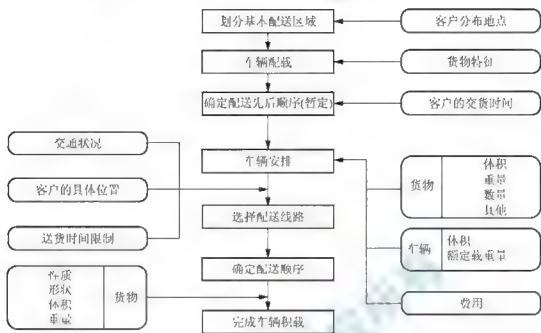 划分基本配送区域
客户分布地点
车辆配载
货物特征
确定配送先后顺序(暂定)
客户的交货时间
交通状况
车辆安排
客户的具体位置
货物
体积
重量
数量
其他
选择配送线路
送货时间限制
车辆
体积
额定载重量
确定配送顺序
性质
形状
体积
重量
货物
费用
完成车辆积载